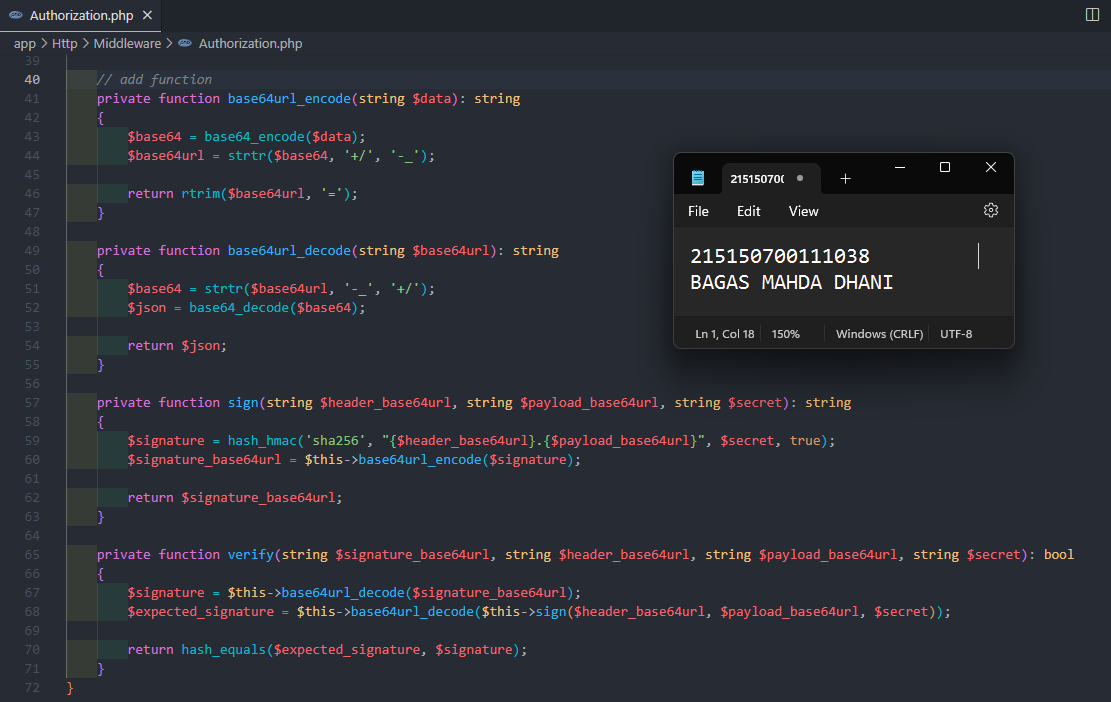 Authorization.php
app > Http > Middleware > Authorization.php
39
40 // add function
41 private function base64url_encode(string $data): string
42 {
43 $base64 = base64_encode($data);
44 $base64url = strtr($base64, '+/', '-_');
45
46 return rtrim($base64url, '=');
47 }
48
49 private function base64url_decode(string $base64url): string
50 {
51 $base64 = strtr($base64url, '-_', '+/');
52 $json = base64_decode($base64);
53
54 return $json;
55 }
56
57 private function sign(string $header_base64url, string $payload_base64url, string $secret): string
58 {
59 $signature = hash_hmac('sha256', "{$header_base64url}.{$payload_base64url}", $secret, true);
60 $signature_base64url = $this->base64url_encode($signature);
61
62 return $signature_base64url;
63 }
64
65 private function verify(string $signature_base64url, string $header_base64url, string $payload_base64url, string $secret): bool
66 {
67 $signature = $this->base64url_decode($signature_base64url);
68 $expected_signature = $this->base64url_decode($this->sign($header_base64url, $payload_base64url, $secret));
69
70 return hash_equals($expected_signature, $signature);
71 }
72 }
21515070(
File Edit View
215150700111038
BAGAS MAHDA DHANI
Ln 1, Col 18 150% Windows (CRLF) UTF-8